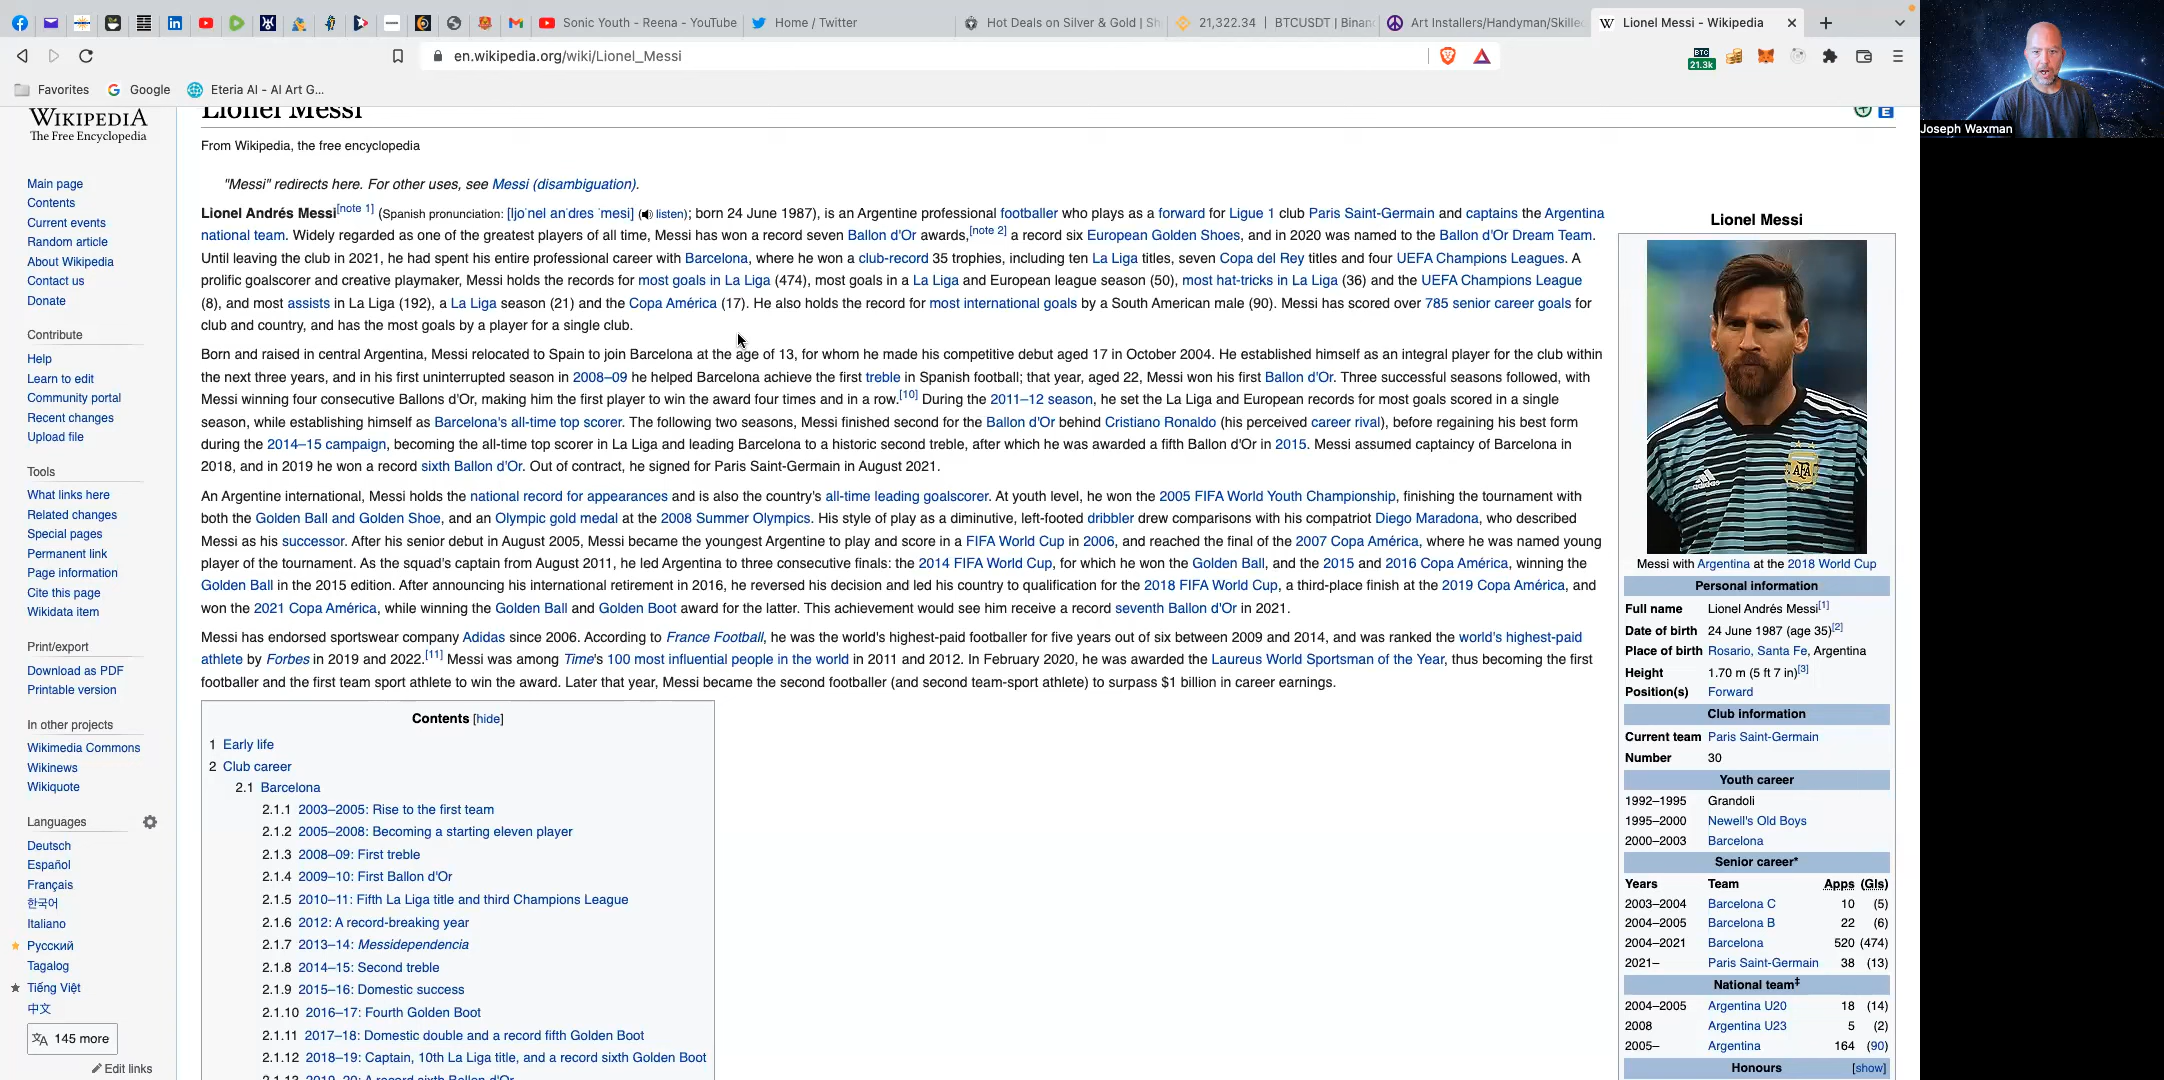 Sonic Youth - Reena - YouTube
Home / Twitter
Hot Deals on Silver & Gold | Sh
21,322.34 | BTCUSDT | Binan
Art Installers/Handyman/Skille
Lionel Messi - Wikipedia
en.wikipedia.org/wiki/Lionel_Messi
BTC
21.3k
Favorites
Google
Eteria AI - AI Art G...
Joseph Waxman
WIKIPEDIA
The Free Encyclopedia
Main page
Contents
Current events
Random article
About Wikipedia
Contact us
Donate
Contribute
Help
Learn to edit
Community portal
Recent changes
Upload file
Tools
What links here
Related changes
Special pages
Permanent link
Page information
Cite this page
Wikidata item
Print/export
Download as PDF
Printable version
In other projects
Wikimedia Commons
Wikinews
Wikiquote
Languages
Deutsch
Español
Français
한국어
Italiano
Русский
Tagalog
Tiếng Việt
中文
145 more
Edit links
Lionel Messi
From Wikipedia, the free encyclopedia
"Messi" redirects here. For other uses, see Messi (disambiguation).
Lionel Andrés Messi[note 1] (Spanish pronunciation: [ljoˈnel anˈdɾes ˈmesi] (listen); born 24 June 1987), is an Argentine professional footballer who plays as a forward for Ligue 1 club Paris Saint-Germain and captains the Argentina
national team. Widely regarded as one of the greatest players of all time, Messi has won a record seven Ballon d'Or awards,[note 2] a record six European Golden Shoes, and in 2020 was named to the Ballon d'Or Dream Team.
Until leaving the club in 2021, he had spent his entire professional career with Barcelona, where he won a club-record 35 trophies, including ten La Liga titles, seven Copa del Rey titles and four UEFA Champions Leagues. A
prolific goalscorer and creative playmaker, Messi holds the records for most goals in La Liga (474), most goals in a La Liga and European league season (50), most hat-tricks in La Liga (36) and the UEFA Champions League
(8), and most assists in La Liga (192), a La Liga season (21) and the Copa América (17). He also holds the record for most international goals by a South American male (90). Messi has scored over 785 senior career goals for
club and country, and has the most goals by a player for a single club.
Born and raised in central Argentina, Messi relocated to Spain to join Barcelona at the age of 13, for whom he made his competitive debut aged 17 in October 2004. He established himself as an integral player for the club within
the next three years, and in his first uninterrupted season in 2008–09 he helped Barcelona achieve the first treble in Spanish football; that year, aged 22, Messi won his first Ballon d'Or. Three successful seasons followed, with
Messi winning four consecutive Ballons d'Or, making him the first player to win the award four times and in a row.[10] During the 2011–12 season, he set the La Liga and European records for most goals scored in a single
season, while establishing himself as Barcelona's all-time top scorer. The following two seasons, Messi finished second for the Ballon d'Or behind Cristiano Ronaldo (his perceived career rival), before regaining his best form
during the 2014–15 campaign, becoming the all-time top scorer in La Liga and leading Barcelona to a historic second treble, after which he was awarded a fifth Ballon d'Or in 2015. Messi assumed captaincy of Barcelona in
2018, and in 2019 he won a record sixth Ballon d'Or. Out of contract, he signed for Paris Saint-Germain in August 2021.
An Argentine international, Messi holds the national record for appearances and is also the country's all-time leading goalscorer. At youth level, he won the 2005 FIFA World Youth Championship, finishing the tournament with
both the Golden Ball and Golden Shoe, and an Olympic gold medal at the 2008 Summer Olympics. His style of play as a diminutive, left-footed dribbler drew comparisons with his compatriot Diego Maradona, who described
Messi as his successor. After his senior debut in August 2005, Messi became the youngest Argentine to play and score in a FIFA World Cup in 2006, and reached the final of the 2007 Copa América, where he was named young
player of the tournament. As the squad's captain from August 2011, he led Argentina to three consecutive finals: the 2014 FIFA World Cup, for which he won the Golden Ball, and the 2015 and 2016 Copa América, winning the
Golden Ball in the 2015 edition. After announcing his international retirement in 2016, he reversed his decision and led his country to qualification for the 2018 FIFA World Cup, a third-place finish at the 2019 Copa América, and
won the 2021 Copa América, while winning the Golden Ball and Golden Boot award for the latter. This achievement would see him receive a record seventh Ballon d'Or in 2021.
Messi has endorsed sportswear company Adidas since 2006. According to France Football, he was the world's highest-paid footballer for five years out of six between 2009 and 2014, and was ranked the world's highest-paid
athlete by Forbes in 2019 and 2022.[11] Messi was among Time's 100 most influential people in the world in 2011 and 2012. In February 2020, he was awarded the Laureus World Sportsman of the Year, thus becoming the first
footballer and the first team sport athlete to win the award. Later that year, Messi became the second footballer (and second team-sport athlete) to surpass $1 billion in career earnings.
Contents [hide]
1 Early life
2 Club career
2.1 Barcelona
2.1.1 2003–2005: Rise to the first team
2.1.2 2005–2008: Becoming a starting eleven player
2.1.3 2008–09: First treble
2.1.4 2009–10: First Ballon d'Or
2.1.5 2010–11: Fifth La Liga title and third Champions League
2.1.6 2012: A record-breaking year
2.1.7 2013–14: Messidependencia
2.1.8 2014–15: Second treble
2.1.9 2015–16: Domestic success
2.1.10 2016–17: Fourth Golden Boot
2.1.11 2017–18: Domestic double and a record fifth Golden Boot
2.1.12 2018–19: Captain, 10th La Liga title, and a record sixth Golden Boot
2.1.13 2019–20: A record sixth Ballon d'Or
Lionel Messi
adidas
AFA
Messi with Argentina at the 2018 World Cup
Personal information
Full name Lionel Andrés Messi[1]
Date of birth 24 June 1987 (age 35)[2]
Place of birth Rosario, Santa Fe, Argentina
Height 1.70 m (5 ft 7 in)[3]
Position(s) Forward
Club information
Current team Paris Saint-Germain
Number 30
Youth career
1992–1995 Grandoli
1995–2000 Newell's Old Boys
2000–2003 Barcelona
Senior career*
Years Team Apps (Gls)
2003–2004 Barcelona C 10 (5)
2004–2005 Barcelona B 22 (6)
2004–2021 Barcelona 520 (474)
2021– Paris Saint-Germain 38 (13)
National team‡
2004–2005 Argentina U20 18 (14)
2008 Argentina U23 5 (2)
2005– Argentina 164 (90)
Honours [show]